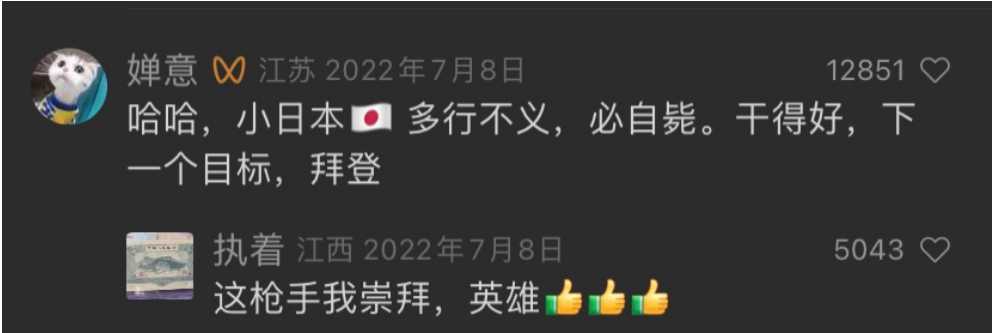 婵意 江苏 2022年7月8日 12851
哈哈，小日本🇯🇵 多行不义，必自毙。干得好，下
一个目标，拜登
执着 江西 2022年7月8日 5043
这枪手我崇拜，英雄👍👍👍